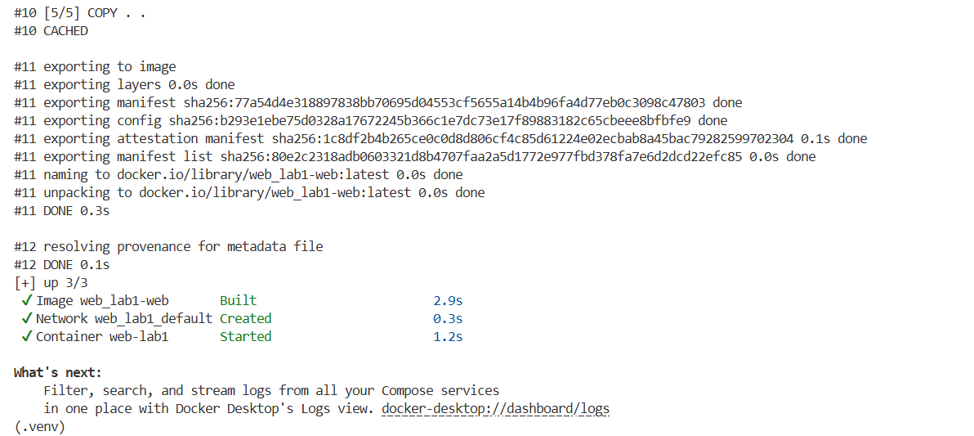 #10 [5/5] COPY . .
#10 CACHED
#11 exporting to image
#11 exporting layers 0.0s done
#11 exporting manifest sha256:77a54d4e318897838bb70695d04553cf5655a14b4b96fa4d77eb0c3098c47803 done
#11 exporting config sha256:b293e1ebe75d0328a17672245b366c1e7dc73e17f89883182c65cbeee8bfbfe9 done
#11 exporting attestation manifest sha256:1c8df2b4b265ce0c0d8d806cf4c85d61224e02ecbab8a45bac79282599702304 0.1s done
#11 exporting manifest list sha256:80e2c2318adb0603321d8b4707faa2a5d1772e977fbd378fa7e6d2dcd22efc85 0.0s done
#11 naming to docker.io/library/web_lab1-web:latest 0.0s done
#11 unpacking to docker.io/library/web_lab1-web:latest 0.0s done
#11 DONE 0.3s
#12 resolving provenance for metadata file
#12 DONE 0.1s
[+] up 3/3
✓ Image web_lab1-web Built 2.9s
✓ Network web_lab1_default Created 0.3s
✓ Container web-lab1 Started 1.2s
What's next:
Filter, search, and stream logs from all your Compose services
in one place with Docker Desktop's Logs view. docker-desktop://dashboard/logs
(.venv)